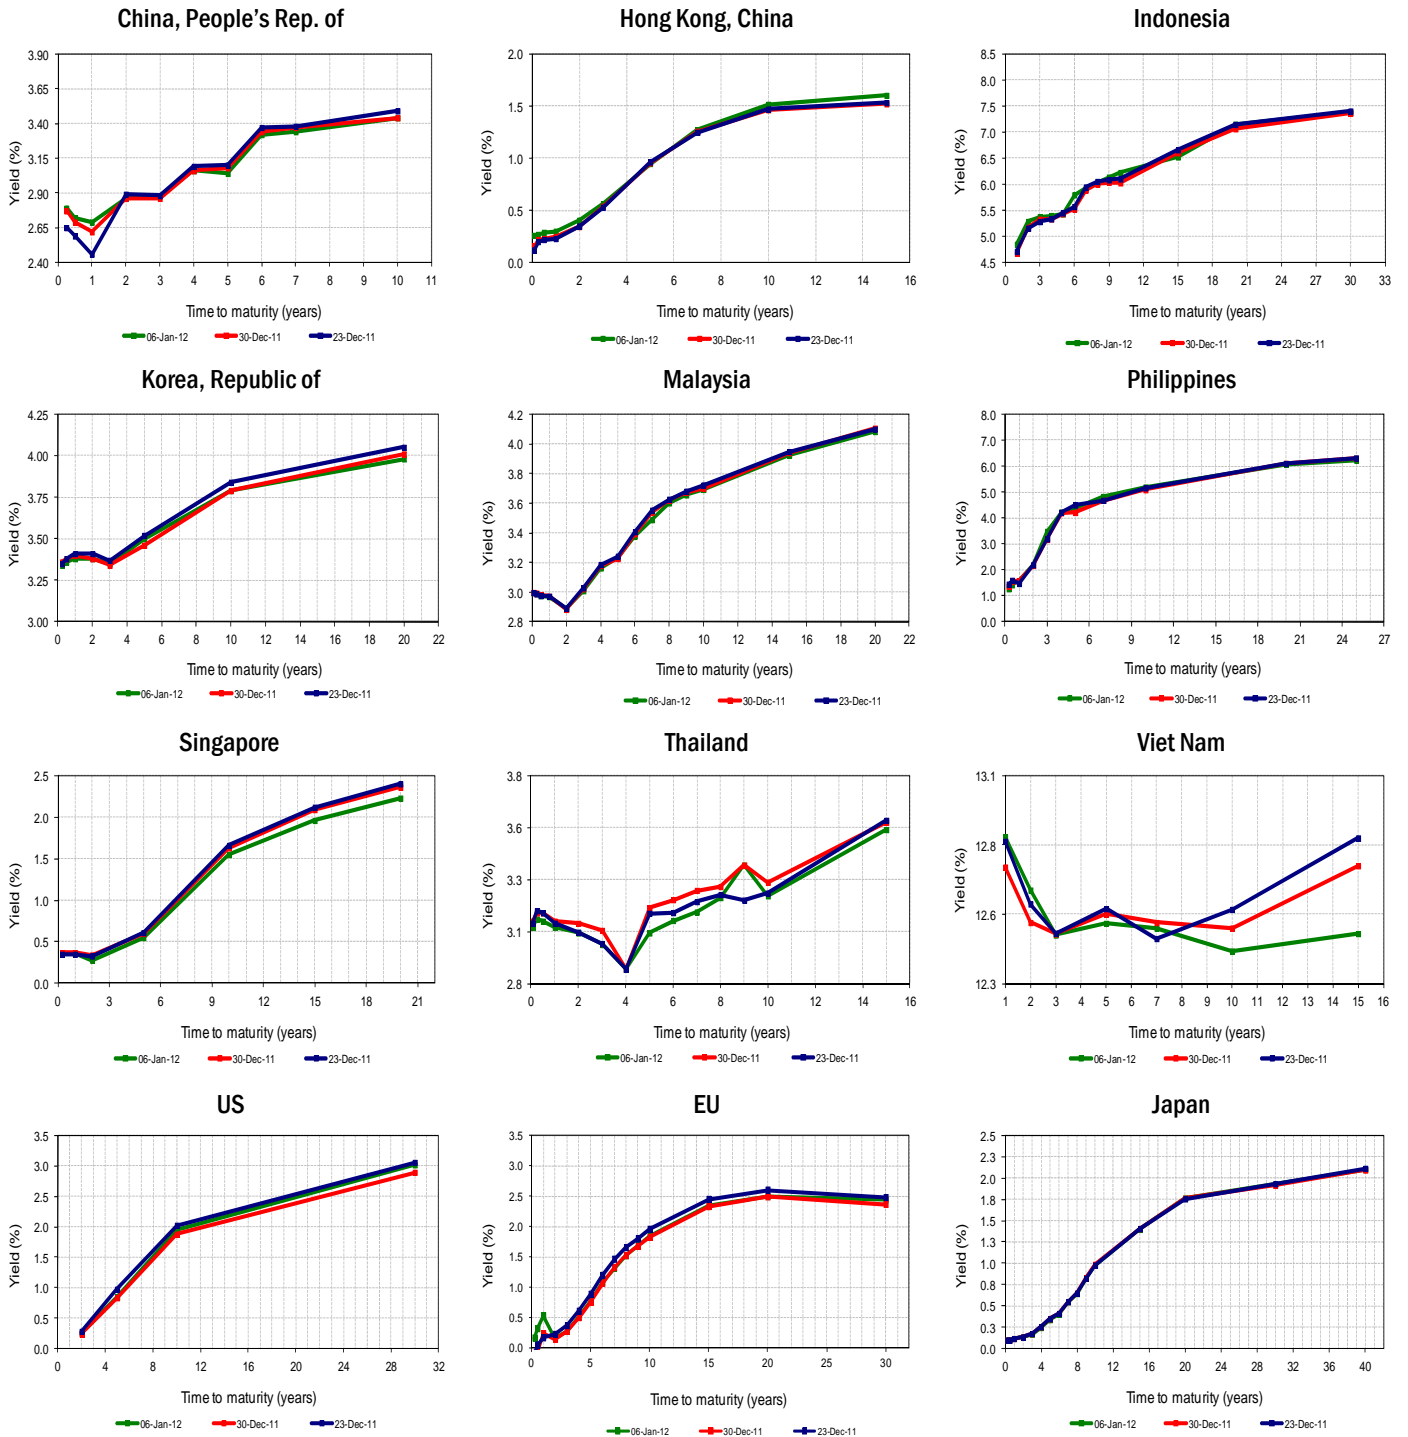 China, People's Rep. of
3.90
3.65
3.40
3.15
2.90
2.65
2.40
Yield (%)
0 1 2 3 4 5 6 7 8 9 10 11
Time to maturity (years)
06-Jan-12 30-Dec-11 23-Dec-11
Hong Kong, China
2.0
1.5
1.0
0.5
0.0
Yield (%)
0 2 4 6 8 10 12 14 16
Time to maturity (years)
06-Jan-12 30-Dec-11 23-Dec-11
Indonesia
8.5
8.0
7.5
7.0
6.5
6.0
5.5
5.0
4.5
Yield (%)
0 3 6 9 12 15 18 21 24 27 30 33
Time to maturity (years)
06-Jan-12 30-Dec-11 23-Dec-11
Korea, Republic of
4.25
4.00
3.75
3.50
3.25
3.00
Yield (%)
0 2 4 6 8 10 12 14 16 18 20 22
Time to maturity (years)
06-Jan-12 30-Dec-11 23-Dec-11
Malaysia
4.2
4.0
3.8
3.6
3.4
3.2
3.0
2.8
Yield (%)
0 2 4 6 8 10 12 14 16 18 20 22
Time to maturity (years)
06-Jan-12 30-Dec-11 23-Dec-11
Philippines
8.0
7.0
6.0
5.0
4.0
3.0
2.0
1.0
0.0
Yield (%)
0 3 6 9 12 15 18 21 24 27
Time to maturity (years)
06-Jan-12 30-Dec-11 23-Dec-11
Singapore
2.5
2.0
1.5
1.0
0.5
0.0
Yield (%)
0 3 6 9 12 15 18 21
Time to maturity (years)
06-Jan-12 30-Dec-11 23-Dec-11
Thailand
3.8
3.6
3.3
3.1
2.8
Yield (%)
0 2 4 6 8 10 12 14 16
Time to maturity (years)
06-Jan-12 30-Dec-11 23-Dec-11
Viet Nam
13.1
12.8
12.6
12.3
Yield (%)
1 2 3 4 5 6 7 8 9 10 11 12 13 14 15 16
Time to maturity (years)
06-Jan-12 30-Dec-11 23-Dec-11
US
3.5
3.0
2.5
2.0
1.5
1.0
0.5
0.0
Yield (%)
0 4 8 12 16 20 24 28 32
Time to maturity (years)
06-Jan-12 30-Dec-11 23-Dec-11
EU
3.5
3.0
2.5
2.0
1.5
1.0
0.5
0.0
Yield (%)
0 5 10 15 20 25 30
Time to maturity (years)
06-Jan-12 30-Dec-11 23-Dec-11
Japan
2.5
2.3
2.0
1.8
1.5
1.3
1.0
0.8
0.5
0.3
0.0
Yield (%)
0 4 8 12 16 20 24 28 32 36 40
Time to maturity (years)
06-Jan-12 30-Dec-11 23-Dec-11